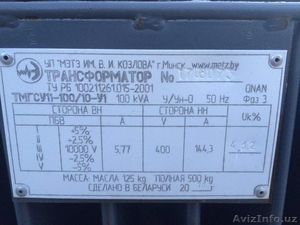 УП "МЭТЗ ИМ. В. И. КОЗЛОВА" г. Минск www.metz.by
ТРАНСФОРМАТОР №
ТУ РБ 100211261.015-2001 ONAN
ТМГСУ11-100/10-У1 100 kVA У/Ун-0 50 Hz Фаз 3
СТОРОНА ВН СТОРОНА НН Uk%
ПБВ V A V A
I +5%
II +2,5%
III 10000 V 5,77 400 144,3
IV -2,5%
V -5%
МАССА МАСЛА 125 kg ПОЛНАЯ 500 kg
СДЕЛАНО В БЕЛАРУСИ 20
UzBoard.ru